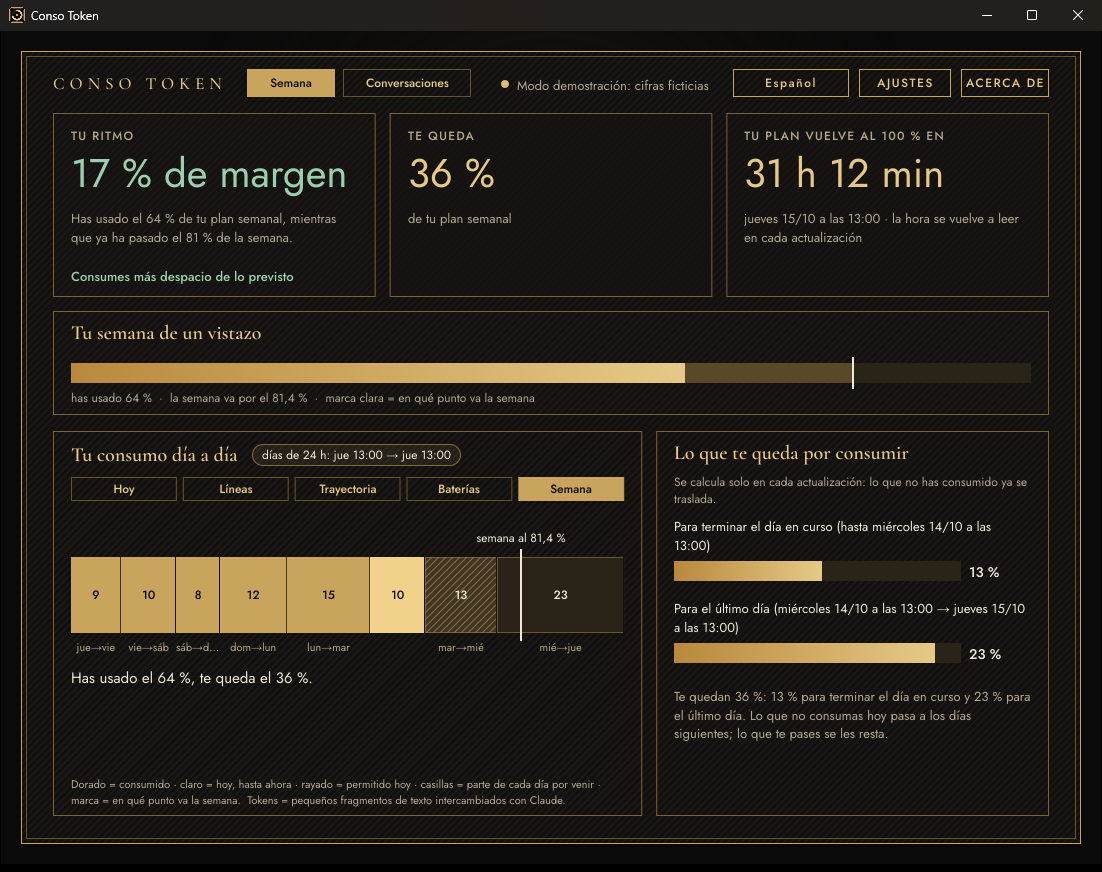 Conso Token
CONSO TOKEN
Semana
Conversaciones
Modo demostración: cifras ficticias
Español
AJUSTES
ACERCA DE
TU RITMO
17 % de margen
Has usado el 64 % de tu plan semanal, mientras
que ya ha pasado el 81 % de la semana.
Consumes más despacio de lo previsto
TE QUEDA
36 %
de tu plan semanal
TU PLAN VUELVE AL 100 % EN
31 h 12 min
jueves 15/10 a las 13:00 · la hora se vuelve a leer
en cada actualización
Tu semana de un vistazo
has usado 64 % · la semana va por el 81,4 % · marca clara = en qué punto va la semana
Tu consumo día a día
días de 24 h: jue 13:00 → jue 13:00
Hoy
Líneas
Trayectoria
Baterías
Semana
semana al 81,4 %
9
10
8
12
15
10
13
23
jue→vie
vie→sáb
sáb→d…
dom→lun
lun→mar
mar→mié
mié→jue
Has usado el 64 %, te queda el 36 %.
Dorado = consumido · claro = hoy, hasta ahora · rayado = permitido hoy · casillas = parte de cada día por venir ·
marca = en qué punto va la semana. Tokens = pequeños fragmentos de texto intercambiados con Claude.
Lo que te queda por consumir
Se calcula solo en cada actualización: lo que no has consumido ya se
traslada.
Para terminar el día en curso (hasta miércoles 14/10 a las
13:00)
13 %
Para el último día (miércoles 14/10 a las 13:00 → jueves 15/10
a las 13:00)
23 %
Te quedan 36 %: 13 % para terminar el día en curso y 23 % para
el último día. Lo que no consumas hoy pasa a los días
siguientes; lo que te pases se les resta.